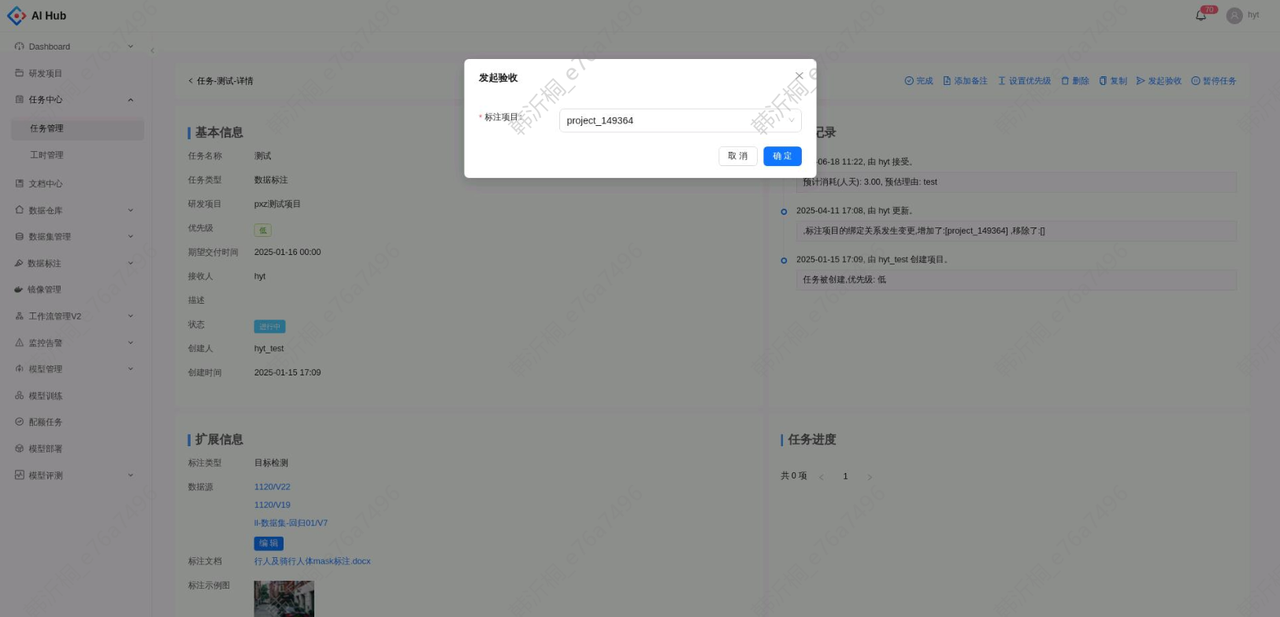 AI Hub
70
hyt
Dashboard
研发项目
任务中心
任务管理
工时管理
文档中心
数据仓库
数据集管理
数据标注
镜像管理
工作流管理V2
监控告警
模型管理
模型训练
配额任务
模型部署
模型评测
任务-测试-详情
完成 添加备注 设置优先级 删除 复制 发起验收 暂停任务
发起验收
* 标注项目:
project_149364
取 消
确 定
基本信息
任务名称 测试
任务类型 数据标注
研发项目 pxz测试项目
优先级 低
期望交付时间 2025-01-16 00:00
接收人 hyt
描述
状态 进行中
创建人 hyt_test
创建时间 2025-01-15 17:09
记录
-06-18 11:22, 由 hyt 接受。
预计消耗(人天): 3.00, 预估理由: test
2025-04-11 17:08, 由 hyt 更新。
,标注项目的绑定关系发生变更,增加了:[project_149364] ,移除了:[]
2025-01-15 17:09, 由 hyt_test 创建项目。
任务被创建,优先级: 低
扩展信息
标注类型 目标检测
数据源 1120/V22
1120/V19
ll-数据集-回归01/V7
编 辑
标注文档 行人及骑行人体mask标注.docx
标注示例图
任务进度
共 0 项 1
韩沂桐_e76a7496